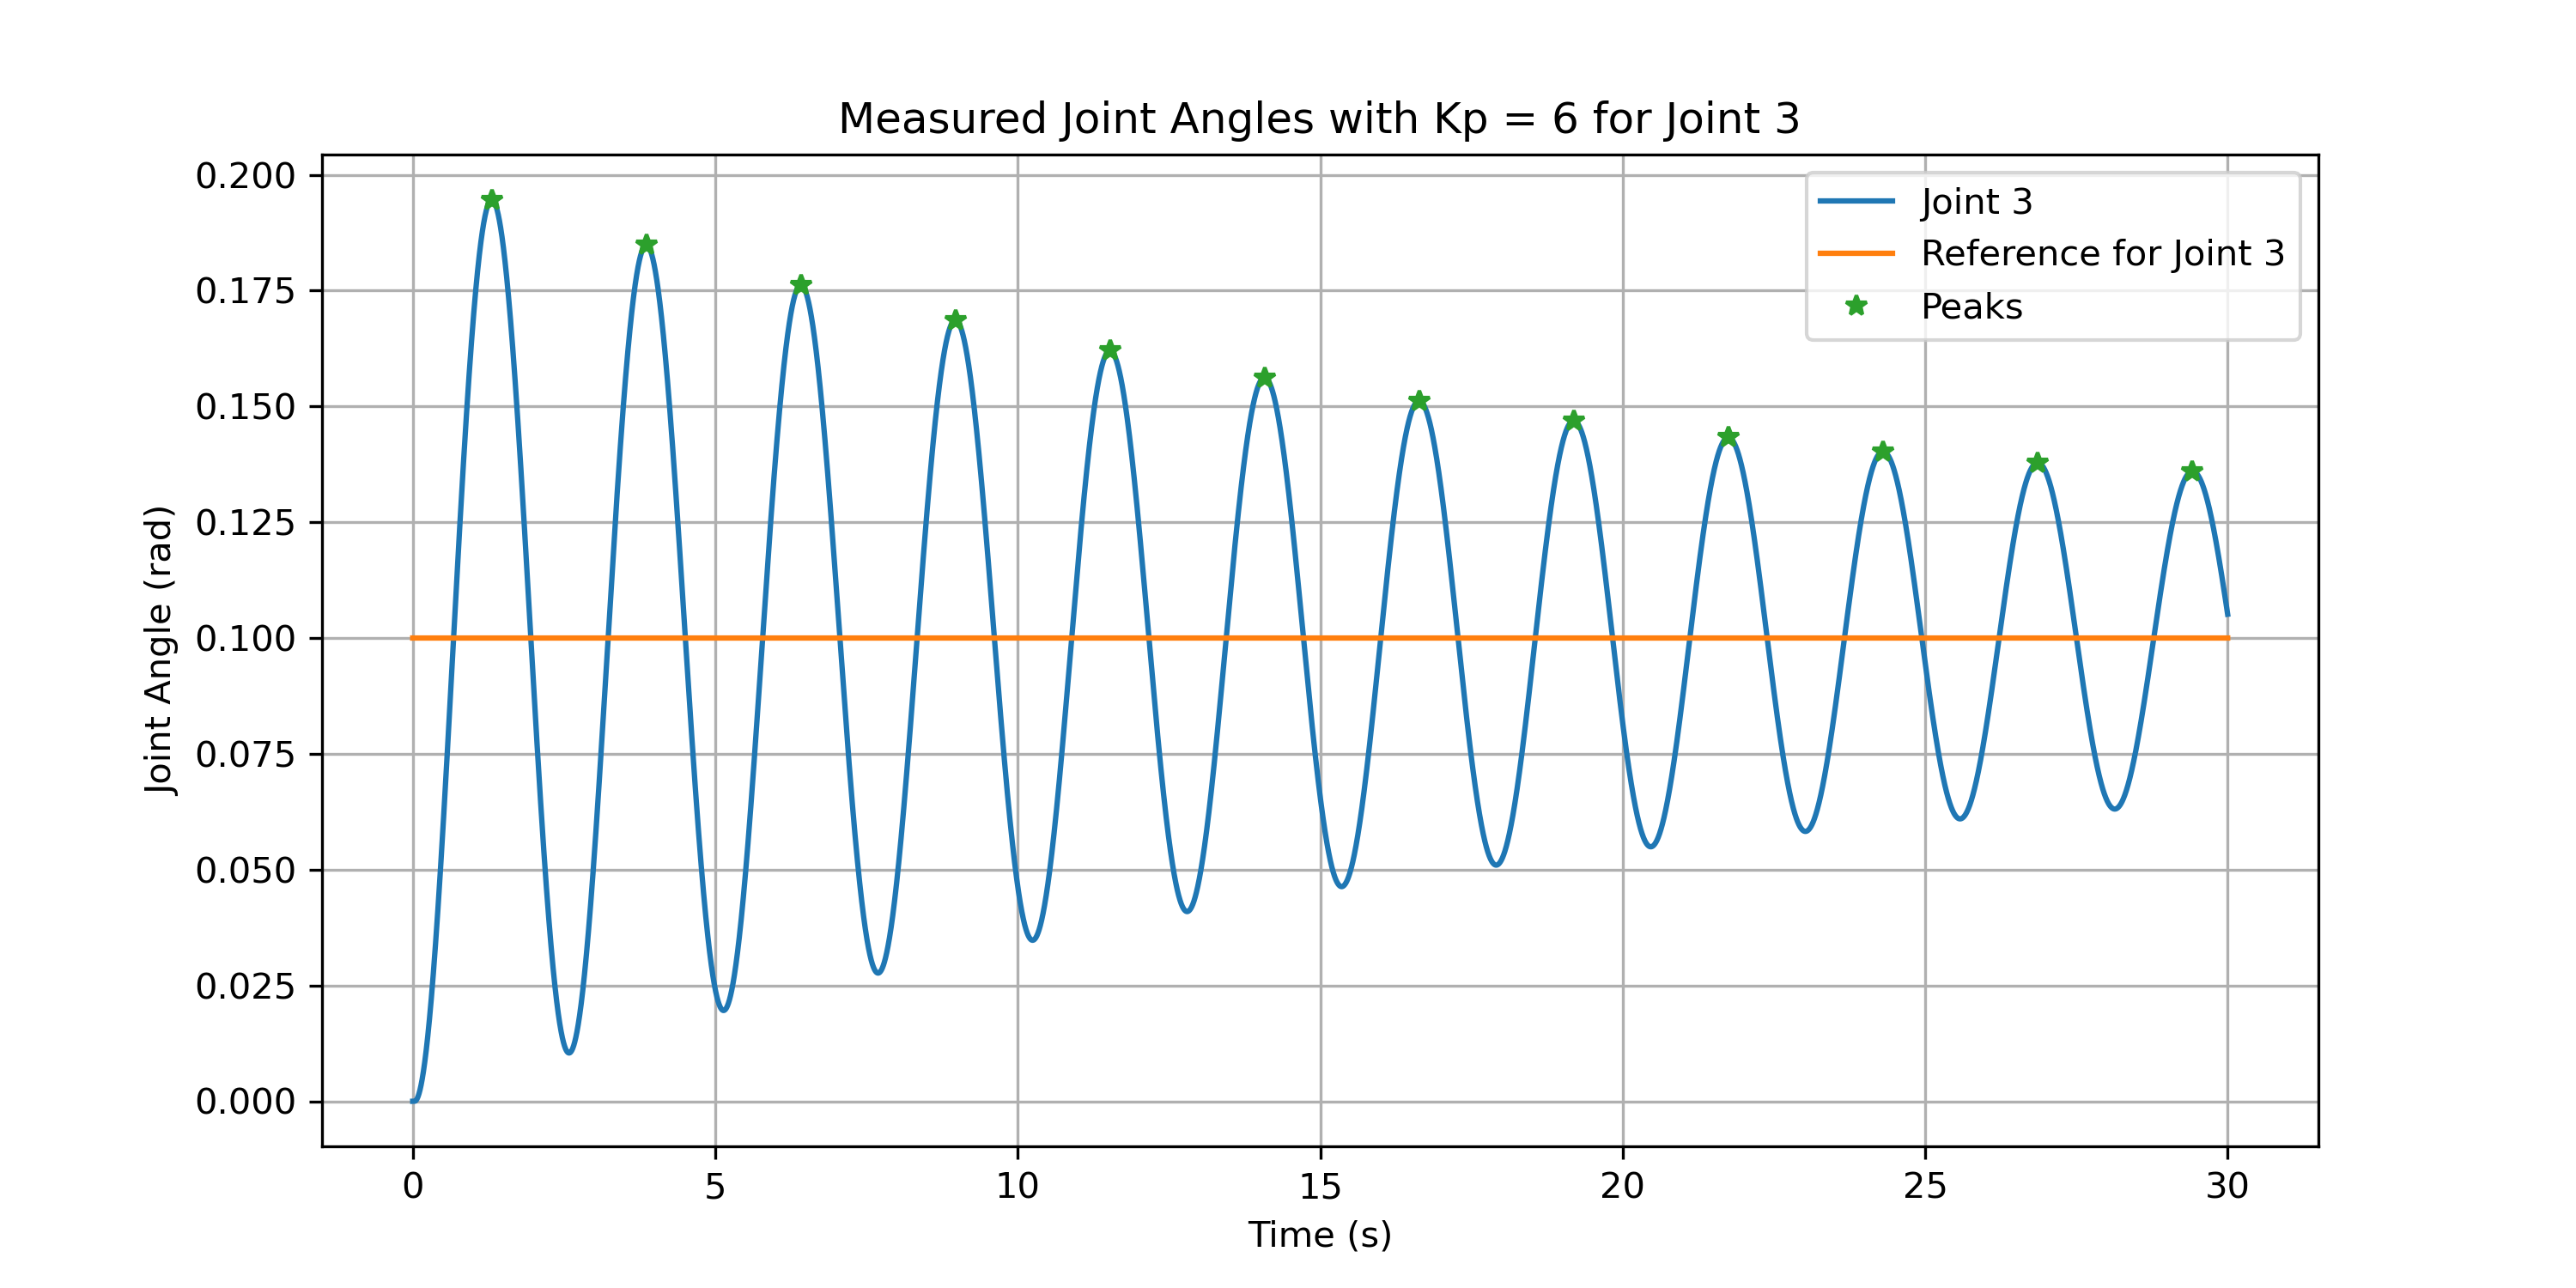 Measured Joint Angles with Kp = 6 for Joint 3
Joint 3
Reference for Joint 3
Peaks
Joint Angle (rad)
0.200
0.175
0.150
0.125
0.100
0.075
0.050
0.025
0.000
0 5 10 15 20 25 30
Time (s)